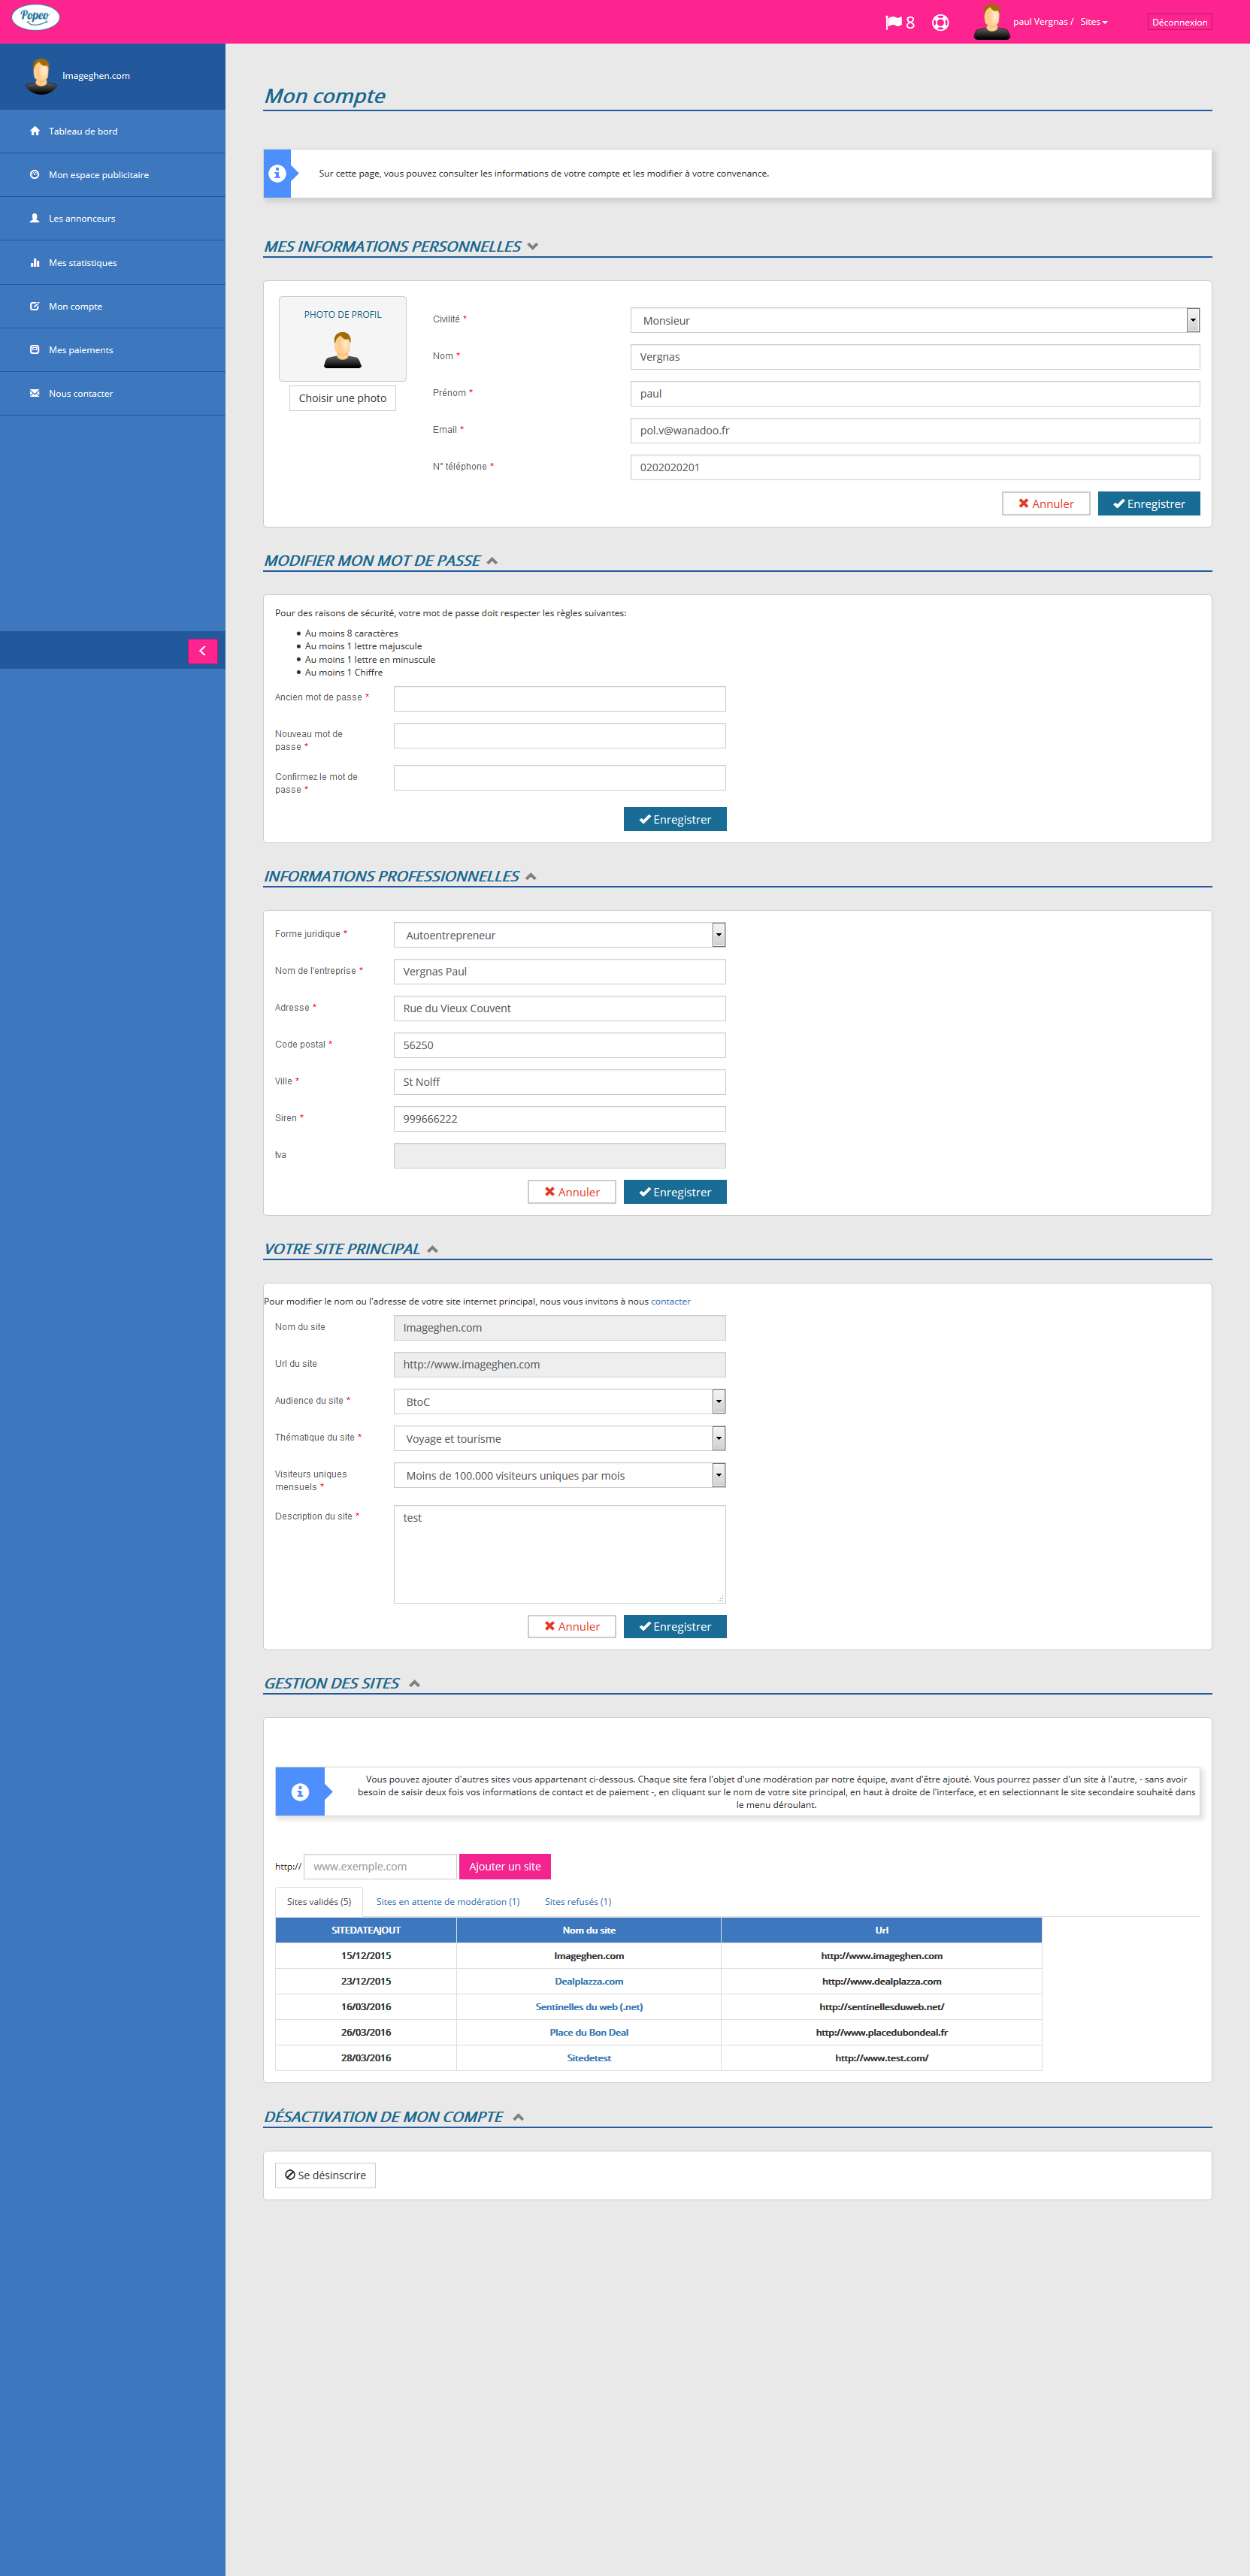 Popeo
8
paul Vergnas / Sites
Déconnexion
Imageghen.com
Tableau de bord
Mon espace publicitaire
Les annonceurs
Mes statistiques
Mon compte
Mes paiements
Nous contacter
Mon compte
Sur cette page, vous pouvez consulter les informations de votre compte et les modifier à votre convenance.
MES INFORMATIONS PERSONNELLES
PHOTO DE PROFIL
Choisir une photo
Civilité * Monsieur
Nom * Vergnas
Prénom * paul
Email * pol.v@wanadoo.fr
N° téléphone * 0202020201
Annuler Enregistrer
MODIFIER MON MOT DE PASSE
Pour des raisons de sécurité, votre mot de passe doit respecter les règles suivantes:
Au moins 8 caractères
Au moins 1 lettre majuscule
Au moins 1 lettre en minuscule
Au moins 1 Chiffre
Ancien mot de passe *
Nouveau mot de
passe *
Confirmez le mot de
passe *
Enregistrer
INFORMATIONS PROFESSIONNELLES
Forme juridique * Autoentrepreneur
Nom de l'entreprise * Vergnas Paul
Adresse * Rue du Vieux Couvent
Code postal * 56250
Ville * St Nolff
Siren * 999666222
tva
Annuler Enregistrer
VOTRE SITE PRINCIPAL
Pour modifier le nom ou l'adresse de votre site internet principal, nous vous invitons à nous contacter
Nom du site Imageghen.com
Url du site http://www.imageghen.com
Audience du site * BtoC
Thématique du site * Voyage et tourisme
Visiteurs uniques
mensuels * Moins de 100.000 visiteurs uniques par mois
Description du site * test
Annuler Enregistrer
GESTION DES SITES
Vous pouvez ajouter d'autres sites vous appartenant ci-dessous. Chaque site fera l'objet d'une modération par notre équipe, avant d'être ajouté. Vous pourrez passer d'un site à l'autre, - sans avoir
besoin de saisir deux fois vos informations de contact et de paiement -, en cliquant sur le nom de votre site principal, en haut à droite de l'interface, et en selectionnant le site secondaire souhaité dans
le menu déroulant.
http:// www.exemple.com Ajouter un site
Sites validés (5) Sites en attente de modération (1) Sites refusés (1)
SITEDATEAJOUT Nom du site Url
15/12/2015 Imageghen.com http://www.imageghen.com
23/12/2015 Dealplazza.com http://www.dealplazza.com
16/03/2016 Sentinelles du web (.net) http://sentinellesduweb.net/
26/03/2016 Place du Bon Deal http://www.placedubondeal.fr
28/03/2016 Sitedetest http://www.test.com/
DÉSACTIVATION DE MON COMPTE
Se désinscrire